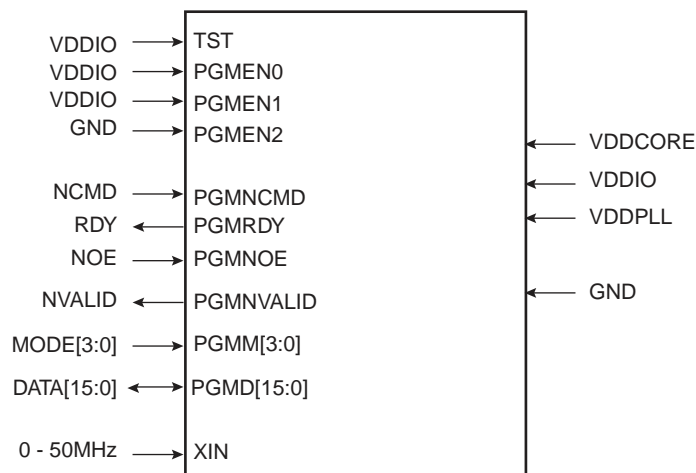 VDDIO TST
VDDIO PGMEN0
VDDIO PGMEN1
GND PGMEN2
VDDCORE
NCMD PGMNCMD
VDDIO
RDY PGMRDY
VDDPLL
NOE PGMNOE
NVALID PGMNVALID
GND
MODE[3:0] PGMM[3:0]
DATA[15:0] PGMD[15:0]
0 - 50MHz XIN